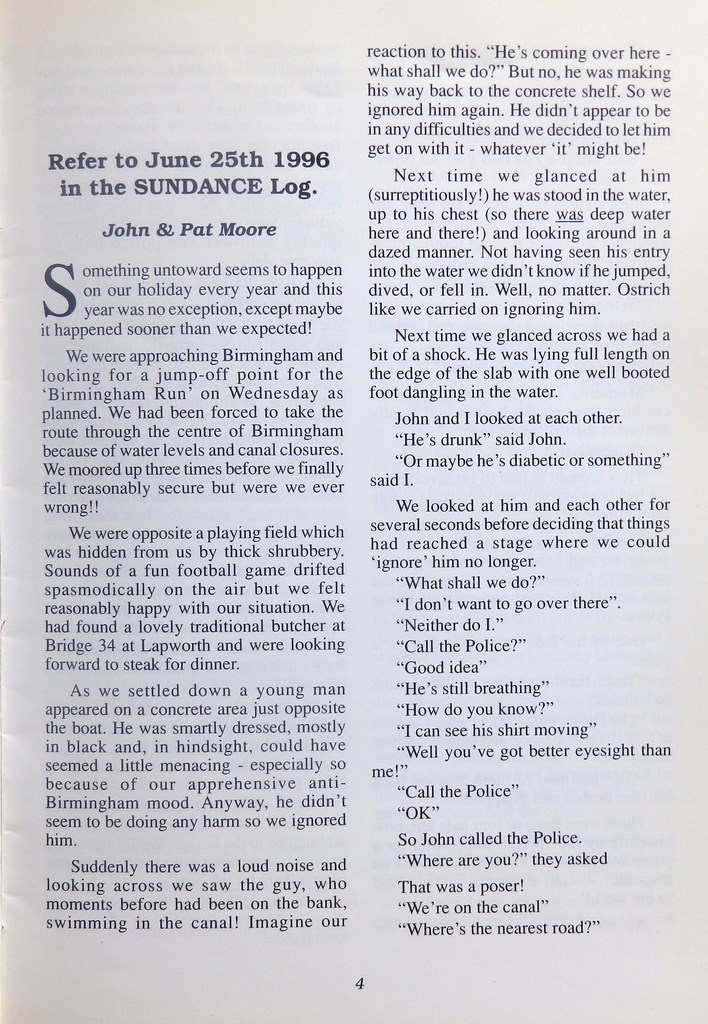 Refer to June 25th 1996
in the SUNDANCE Log.
John & Pat Moore
Something untoward seems to happen
on our holiday every year and this
year was no exception, except maybe
it happened sooner than we expected!
We were approaching Birmingham and
looking for a jump-off point for the
‘Birmingham Run’ on Wednesday as
planned. We had been forced to take the
route through the centre of Birmingham
because of water levels and canal closures.
We moored up three times before we finally
felt reasonably secure but were we ever
wrong!!
We were opposite a playing field which
was hidden from us by thick shrubbery.
Sounds of a fun football game drifted
spasmodically on the air but we felt
reasonably happy with our situation. We
had found a lovely traditional butcher at
Bridge 34 at Lapworth and were looking
forward to steak for dinner.
As we settled down a young man
appeared on a concrete area just opposite
the boat. He was smartly dressed, mostly
in black and, in hindsight, could have
seemed a little menacing - especially so
because of our apprehensive anti-
Birmingham mood. Anyway, he didn’t
seem to be doing any harm so we ignored
him.
Suddenly there was a loud noise and
looking across we saw the guy, who
moments before had been on the bank,
swimming in the canal! Imagine our
reaction to this. “He’s coming over here -
what shall we do?” But no, he was making
his way back to the concrete shelf. So we
ignored him again. He didn’t appear to be
in any difficulties and we decided to let him
get on with it - whatever ‘it’ might be!
Next time we glanced at him
(surreptitiously!) he was stood in the water,
up to his chest (so there was deep water
here and there!) and looking around in a
dazed manner. Not having seen his entry
into the water we didn’t know if he jumped,
dived, or fell in. Well, no matter. Ostrich
like we carried on ignoring him.
Next time we glanced across we had a
bit of a shock. He was lying full length on
the edge of the slab with one well booted
foot dangling in the water.
John and I looked at each other.
“He’s drunk” said John.
“Or maybe he’s diabetic or something”
said I.
We looked at him and each other for
several seconds before deciding that things
had reached a stage where we could
‘ignore’ him no longer.
“What shall we do?”
“I don’t want to go over there”.
“Neither do I.”
“Call the Police?”
“Good idea”
“He’s still breathing”
“How do you know?”
“I can see his shirt moving”
“Well you’ve got better eyesight than
me!”
“Call the Police”
“OK”
So John called the Police.
“Where are you?” they asked
That was a poser!
“We’re on the canal”
“Where’s the nearest road?”
4